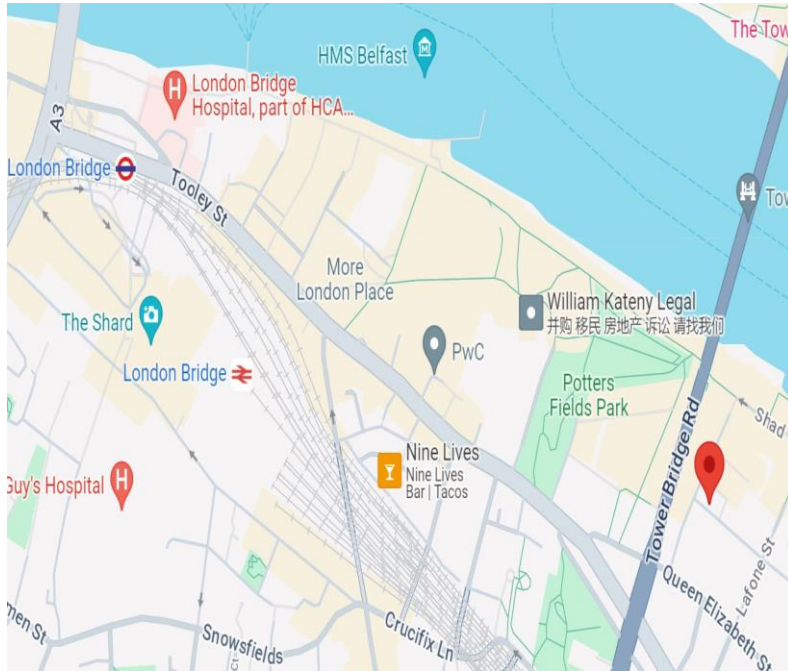 The Tow
HMS Belfast
London Bridge
Hospital, part of HCA...
A3
London Bridge
Tooley St
Tow
More
London Place
William Kateny Legal
并购 移民 房地产 诉讼 请找我们
The Shard
PwC
London Bridge
Potters
Fields Park
Shad
Nine Lives
Nine Lives
Bar | Tacos
Guy's Hospital
Tower Bridge Rd
Lafone St
Queen Elizabeth St
men St
Snowsfields
Crucifix Ln
Ct
H
H